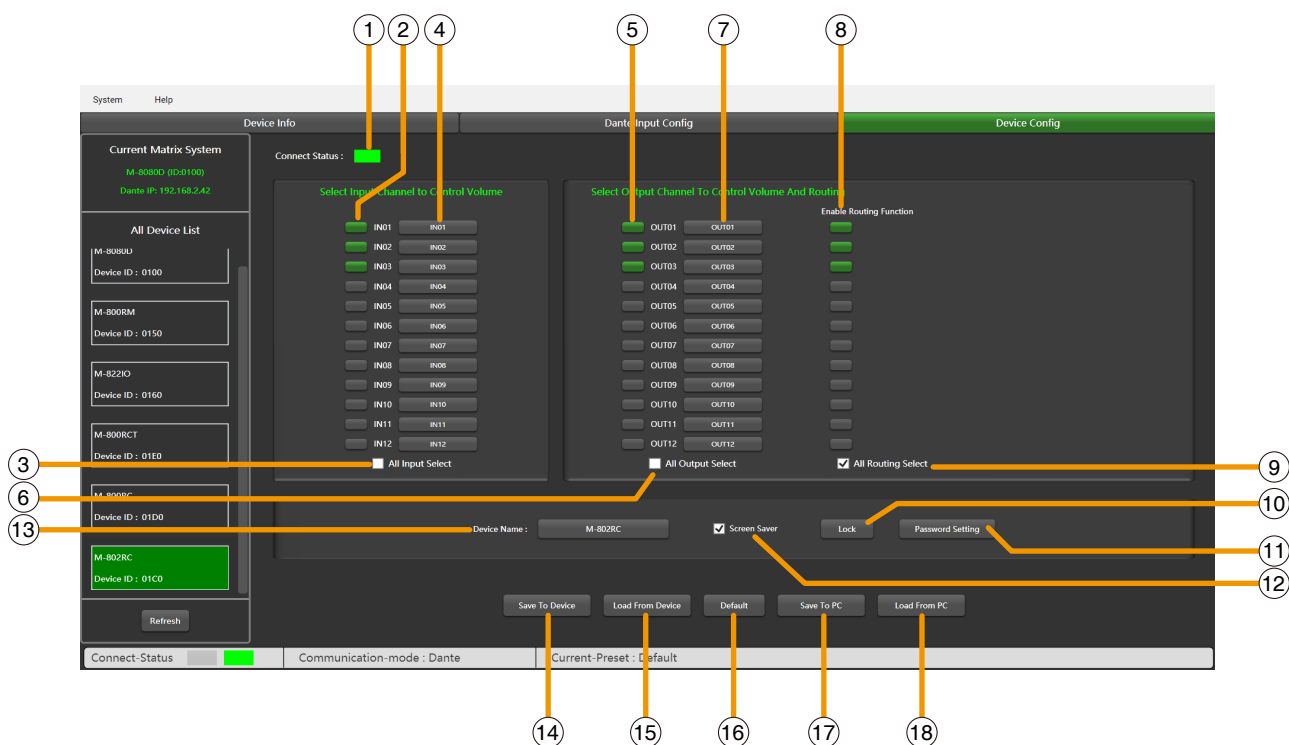 1 2 4 5 7 8
System Help
Device Info Dante Input Config Device Config
Current Matrix System
M-8080D (ID:0100)
Dante IP: 192.168.2.42
All Device List
M-8080D
Device ID : 0100
M-800RM
Device ID : 0150
M-822IO
Device ID : 0160
M-800RCT
Device ID : 01E0
M-800RC
Device ID : 01D0
M-802RC
Device ID : 01C0
Refresh
Connect Status :
Select Input Channel to Control Volume
IN01 IN01
IN02 IN02
IN03 IN03
IN04 IN04
IN05 IN05
IN06 IN06
IN07 IN07
IN08 IN08
IN09 IN09
IN10 IN10
IN11 IN11
IN12 IN12
All Input Select
Select Output Channel To Control Volume And Routing
Enable Routing Function
OUT01 OUT01
OUT02 OUT02
OUT03 OUT03
OUT04 OUT04
OUT05 OUT05
OUT06 OUT06
OUT07 OUT07
OUT08 OUT08
OUT09 OUT09
OUT10 OUT10
OUT11 OUT11
OUT12 OUT12
All Output Select All Routing Select
3
6
13
9
10
11
12
Device Name : M-802RC Screen Saver Lock Password Setting
Save To Device Load From Device Default Save To PC Load From PC
Connect-Status Communication-mode : Dante Current-Preset : Default
14 15 16 17 18